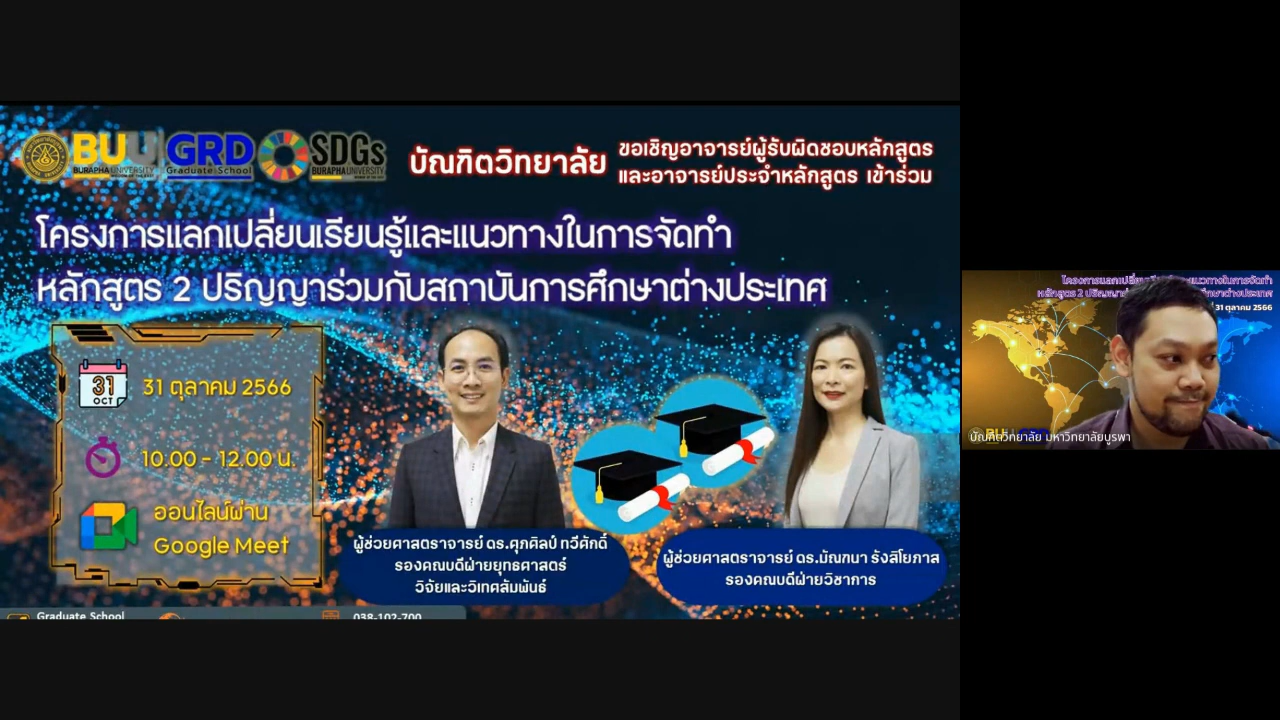 BUU
BURAPHA UNIVERSITY
GRD
Graduate School
SDGs
BURAPHA UNIVERSITY
บัณฑิตวิทยาลัย
ขอเชิญอาจารย์ผู้รับผิดชอบหลักสูตร
และอาจารย์ประจำหลักสูตร เข้าร่วม
โครงการแลกเปลี่ยนเรียนรู้และแนวทางในการจัดทำ
หลักสูตร 2 ปริญญาร่วมกับสถาบันการศึกษาต่างประเทศ
31
OCT
31 ตุลาคม 2566
10.00 - 12.00 น.
ออนไลน์ผ่าน
Google Meet
ผู้ช่วยศาสตราจารย์ ดร.ศุภศิลป์ ทวีศักดิ์
รองคณบดีฝ่ายยุทธศาสตร์
วิจัยและวิเทศสัมพันธ์
ผู้ช่วยศาสตราจารย์ ดร.มัณฑนา รังสิโยภาส
รองคณบดีฝ่ายวิชาการ
Graduate School
038-102-700
โครงการแลกเปลี่ยน แนวทางในการจัดทำ
หลักสูตร 2 ปริญญา ศึกษาต่างประเทศ
31 ตุลาคม 2566
บัณฑิตวิทยาลัย มหาวิทยาลัยบูรพา